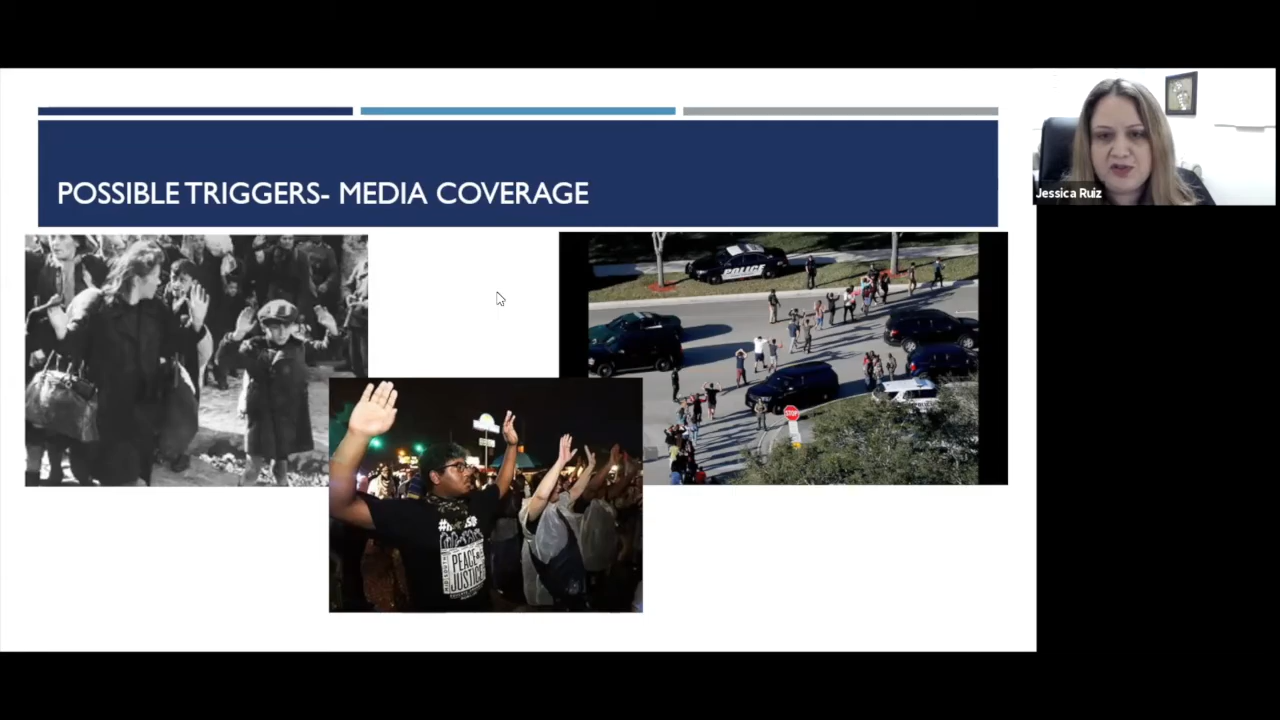 POSSIBLE TRIGGERS- MEDIA COVERAGE
Jessica Ruiz
POLICE
STOP
PEACE
JUSTICE